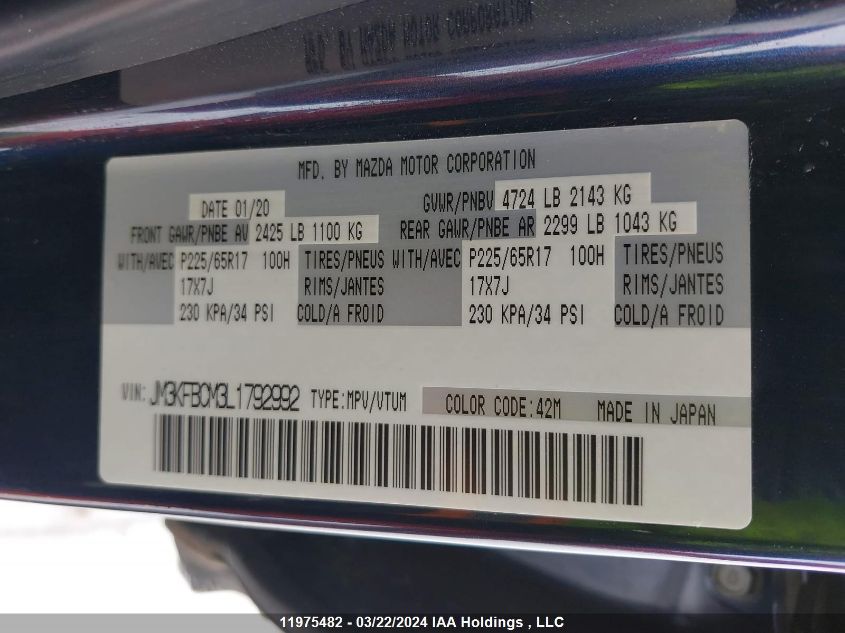 MFD. BY MAZDA MOTOR CORPORATION
DATE 01/20 GVWR/PNBV 4724 LB 2143 KG
FRONT GAWR/PNBE AV 2425 LB 1100 KG REAR GAWR/PNBE AR 2299 LB 1043 KG
WITH/AVEC P225/65R17 100H TIRES/PNEUS WITH/AVEC P225/65R17 100H TIRES/PNEUS
17X7J RIMS/JANTES 17X7J RIMS/JANTES
230 KPA/34 PSI COLD/A FROID 230 KPA/34 PSI COLD/A FROID
VIN: JM3KFBCM3L1792992 TYPE:MPV/VTUM COLOR CODE:42M MADE IN JAPAN
11975482 - 03/22/2024 IAA Holdings , LLC